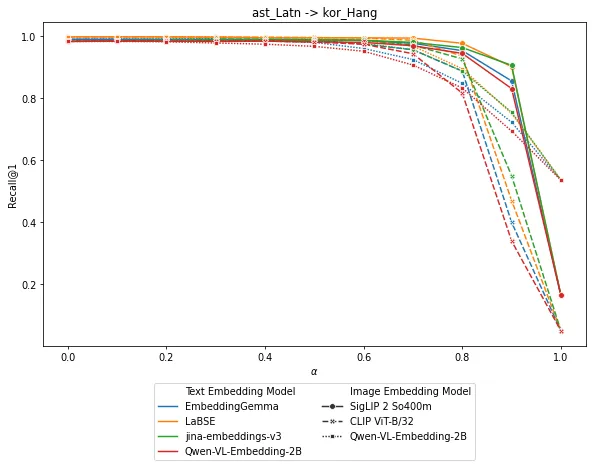 ast_Latn -> kor_Hang
Recall@1
1.0
0.8
0.6
0.4
0.2
0.0
0.2
0.4
0.6
0.8
1.0
α
Text Embedding Model
EmbeddingGemma
LaBSE
jina-embeddings-v3
Qwen-VL-Embedding-2B
Image Embedding Model
SigLIP 2 So400m
CLIP ViT-B/32
Qwen-VL-Embedding-2B